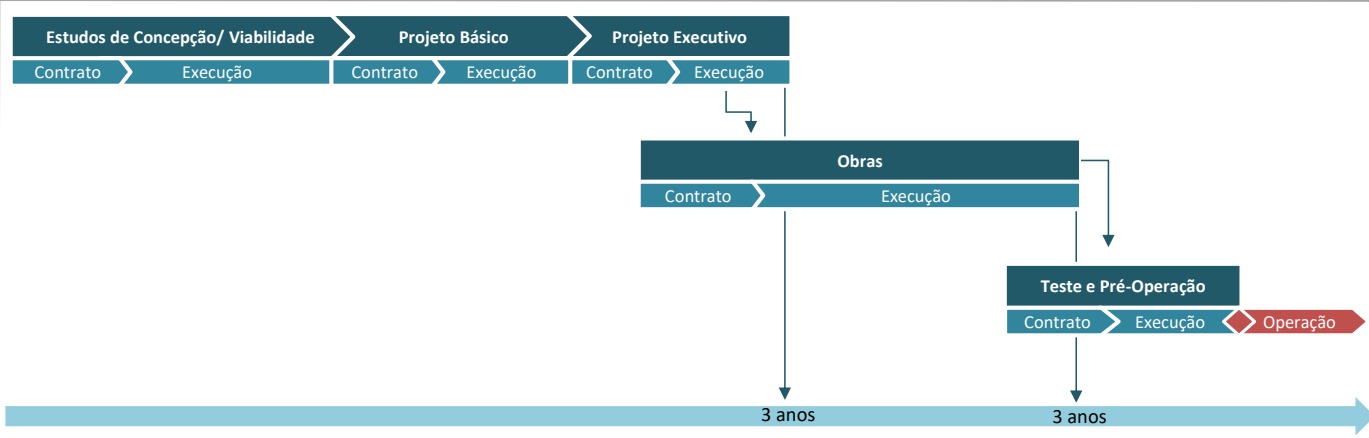 Estudos de Concepção/ Viabilidade
Projeto Básico
Projeto Executivo
Contrato
Execução
Contrato
Execução
Contrato
Execução
Obras
Contrato
Execução
Teste e Pré-Operação
Contrato
Execução
Operação
3 anos
3 anos